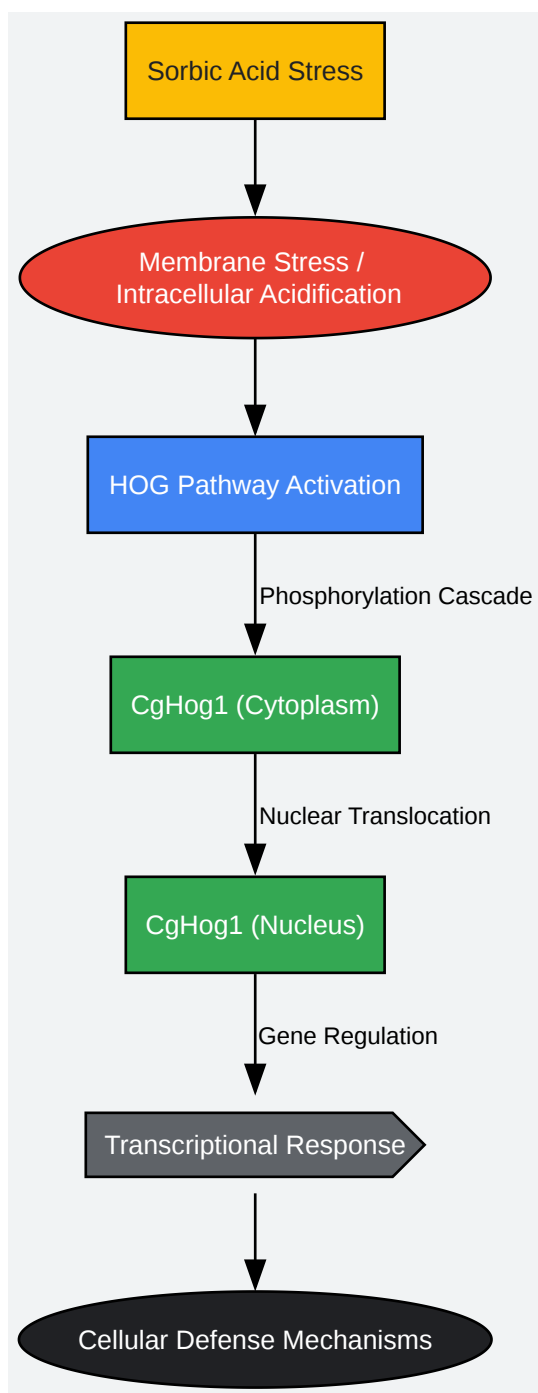 Sorbic Acid Stress
Membrane Stress /
Intracellular Acidification
HOG Pathway Activation
Phosphorylation Cascade
CgHog1 (Cytoplasm)
Nuclear Translocation
CgHog1 (Nucleus)
Gene Regulation
Transcriptional Response
Cellular Defense Mechanisms